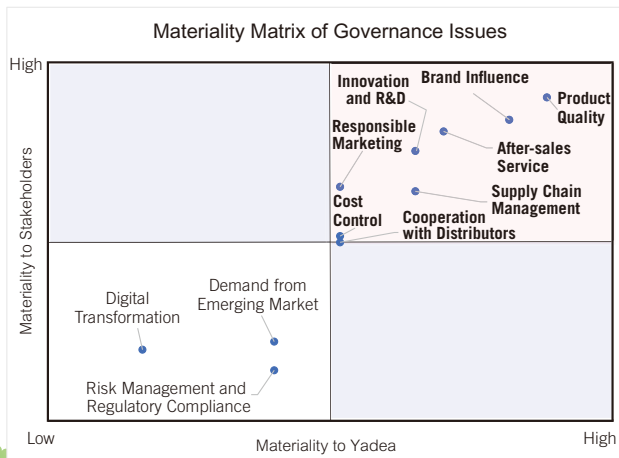 Materiality Matrix of Governance Issues
High
Materiality to Stakeholders
Innovation
and R&D
Brand Influence
Product
Quality
Responsible
Marketing
After-sales
Service
Supply Chain
Management
Cost
Control
Cooperation
with Distributors
Digital
Transformation
Demand from
Emerging Market
Risk Management and
Regulatory Compliance
Low
Materiality to Yadea
High